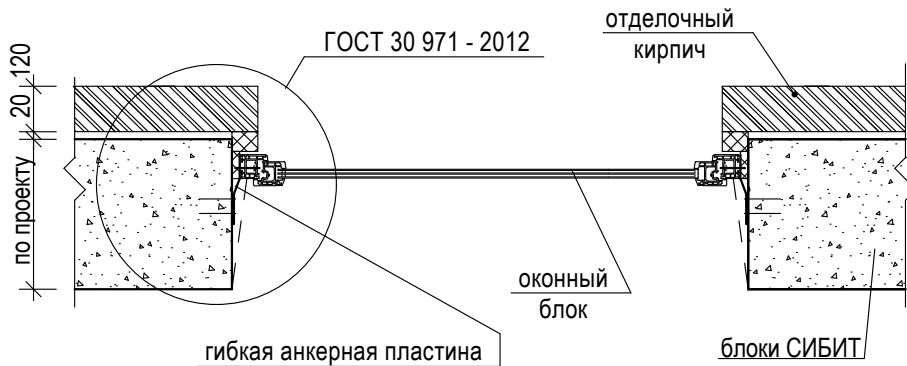 отделочный
кирпич
ГОСТ 30 971 - 2012
120
20
по проекту
оконный
блок
гибкая анкерная пластина
блоки СИБИТ